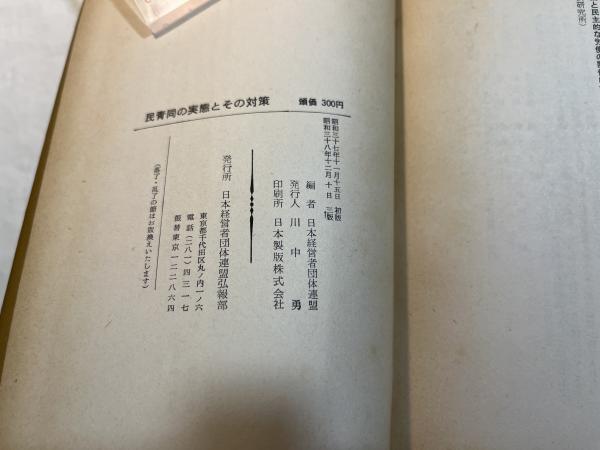 民青同の実態とその対策　頒価 300円
昭和三十七年十一月十五日　初版
昭和三十八年十二月十日　三版
編者　日本経営者団体連盟
発行人　川中勇
印刷所　日本製版株式会社
発行所　日本経営者団体連盟弘報部
東京都千代田区丸ノ内一ノ六
電話（二八一）四三一七
振替東京一二二八六四
（落丁・乱丁の節はお取換えいたします）
研究所）